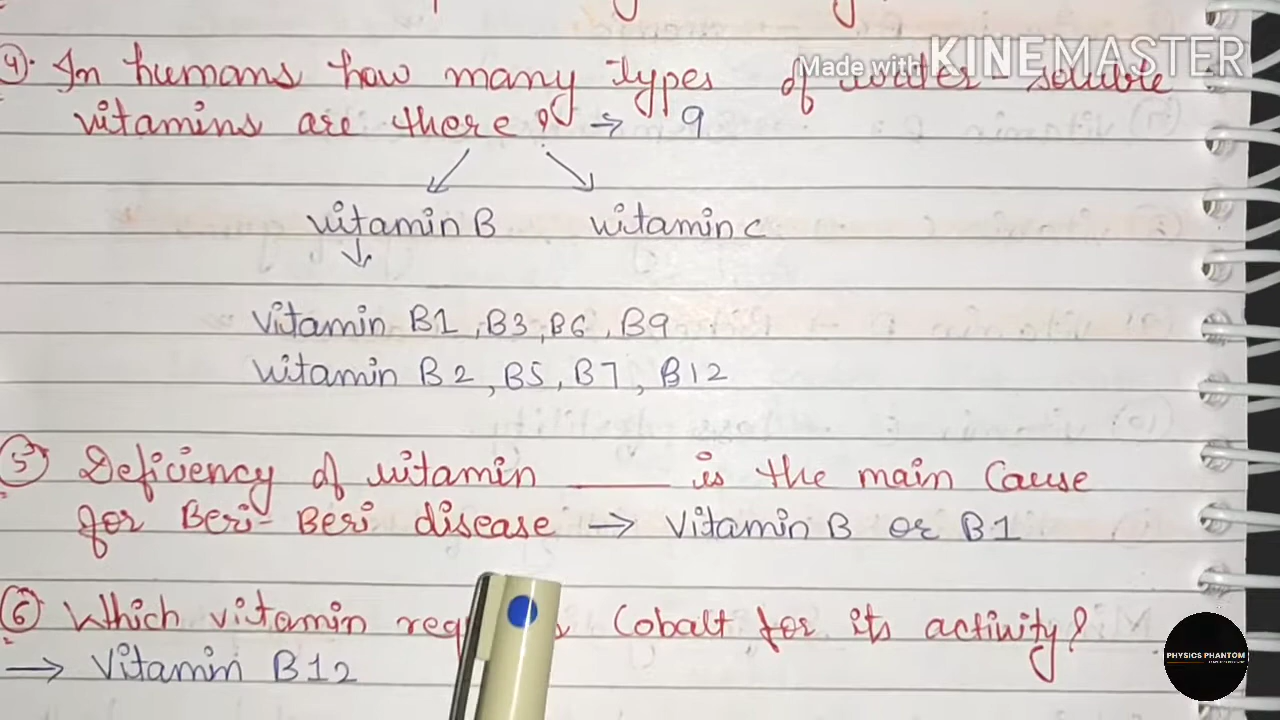 Made with KINEMASTER
4). In humans how many types of water-soluble
vitamins are there? → 9
vitamin B vitamin C
Vitamin B1, B3, B6, B9
vitamin B2, B5, B7, B12
5) Deficiency of vitamin ____ is the main Cause
for Beri-Beri disease → Vitamin B or B1
6) Which vitamin Cobalt for its activity?
→ Vitamin B12
PHYSICS PHANTOM